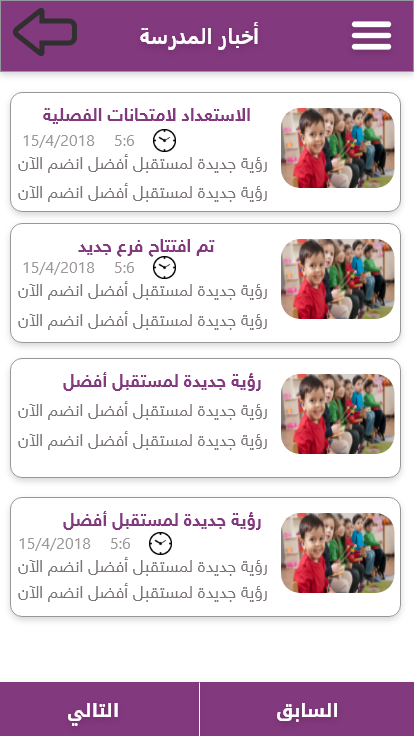 أخبار المدرسة
الاستعداد لامتحانات الفصلية
15/4/2018 5:6
رؤية جديدة لمستقبل أفضل انضم الآن
رؤية جديدة لمستقبل أفضل انضم الآن
تم افتتاح فرع جديد
15/4/2018 5:6
رؤية جديدة لمستقبل أفضل انضم الآن
رؤية جديدة لمستقبل أفضل انضم الآن
رؤية جديدة لمستقبل أفضل
رؤية جديدة لمستقبل أفضل انضم الآن
رؤية جديدة لمستقبل أفضل انضم الآن
رؤية جديدة لمستقبل أفضل
15/4/2018 5:6
رؤية جديدة لمستقبل أفضل انضم الآن
رؤية جديدة لمستقبل أفضل انضم الآن
السابق
التالي